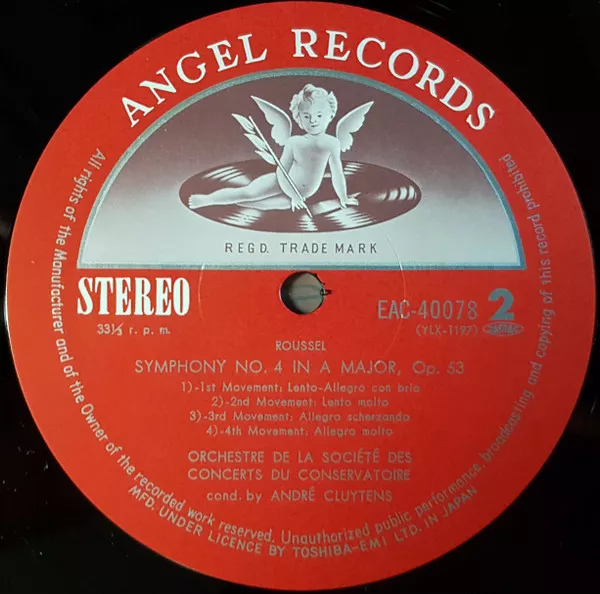 ANGEL RECORDS
REGD. TRADE MARK
STEREO
33⅓ r. p. m.
EAC-40078 2
(YLX-1197)
ROUSSEL
SYMPHONY NO. 4 IN A MAJOR, Op. 53
1)-1st Movement: Lento-Allegro con brio
2)-2nd Movement: Lento molto
3)-3rd Movement: Allegro scherzando
4)-4th Movement: Allegro molto
ORCHESTRE DE LA SOCIÉTÉ DES
CONCERTS DU CONSERVATOIRE
cond. by ANDRÉ CLUYTENS
All rights of the Manufacturer and of the Owner of the recorded work reserved. Unauthorized public performance, broadcasting and copying of this record prohibited
MFD. UNDER LICENCE BY TOSHIBA-EMI LTD. IN JAPAN